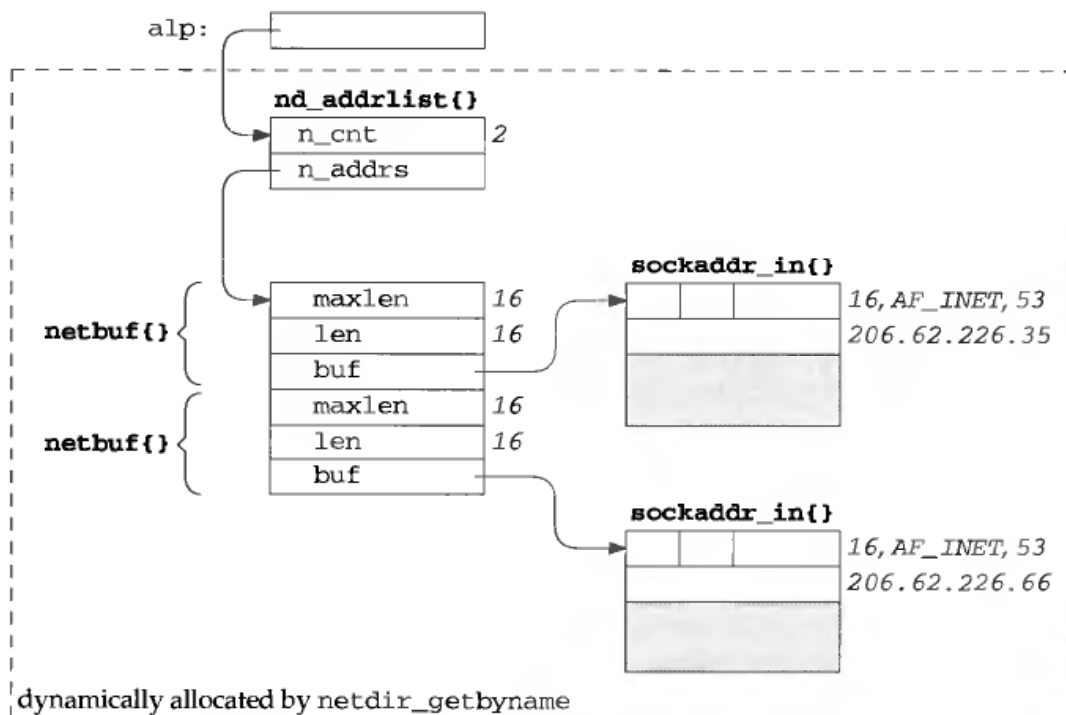 alp:
nd_addrlist{}
n_cnt 2
n_addrs
netbuf{}
maxlen 16
len 16
buf
netbuf{}
maxlen 16
len 16
buf
sockaddr_in{}
16, AF_INET, 53
206.62.226.35
sockaddr_in{}
16, AF_INET, 53
206.62.226.66
dynamically allocated by netdir_getbyname